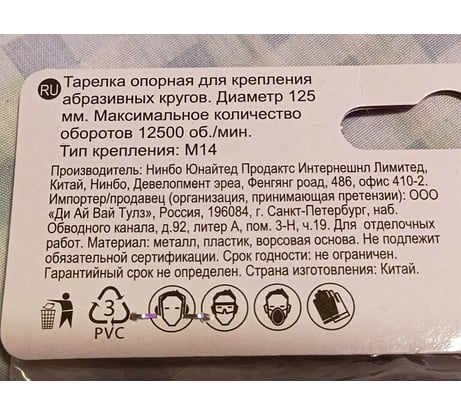 RU
Тарелка опорная для крепления
абразивных кругов. Диаметр 125
мм. Максимальное количество
оборотов 12500 об./мин.
Тип крепления: М14
Производитель: Нинбо Юнайтед Продактс Интернешнл Лимитед,
Китай, Нинбо, Девелопмент эреа, Фенгянг роад, 486, офис 410-2.
Импортер/продавец (организация, принимающая претензии): ООО
«Ди Ай Вай Тулз», Россия, 196084, г. Санкт-Петербург, наб.
Обводного канала, д.92, литер А, пом. 3-Н, ч.19. Для отделочных
работ. Материал: металл, пластик, ворсовая основа. Не подлежит
обязательной сертификации. Срок годности: не ограничен.
Гарантийный срок не определен. Страна изготовления: Китай.
3
PVC